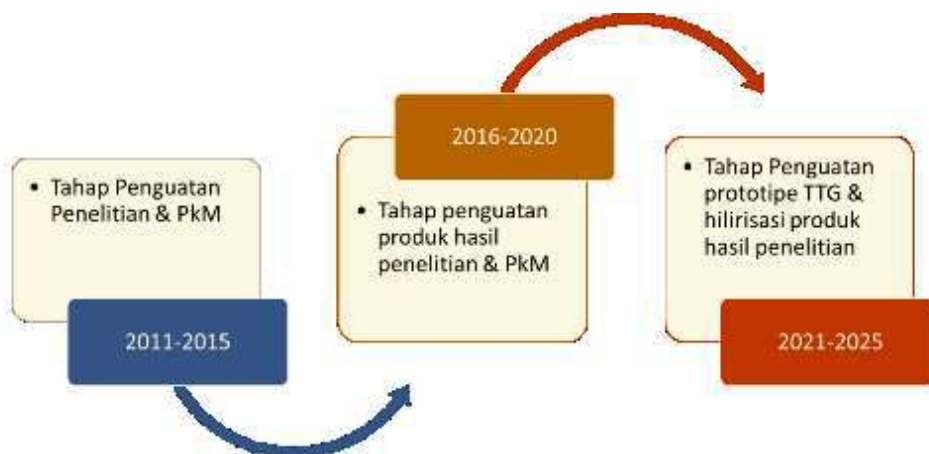 • Tahap Penguatan
Penelitian & PkM
2011-2015
2016-2020
• Tahap penguatan
produk hasil
penelitian & PkM
• Tahap Penguatan
prototipe TTG &
hilirisasi produk
hasil penelitian
2021-2025